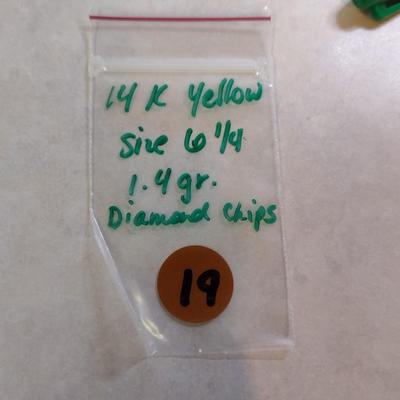 14 K Yellow
Size 6 1/4
1.4 gr.
Diamond Chips
19